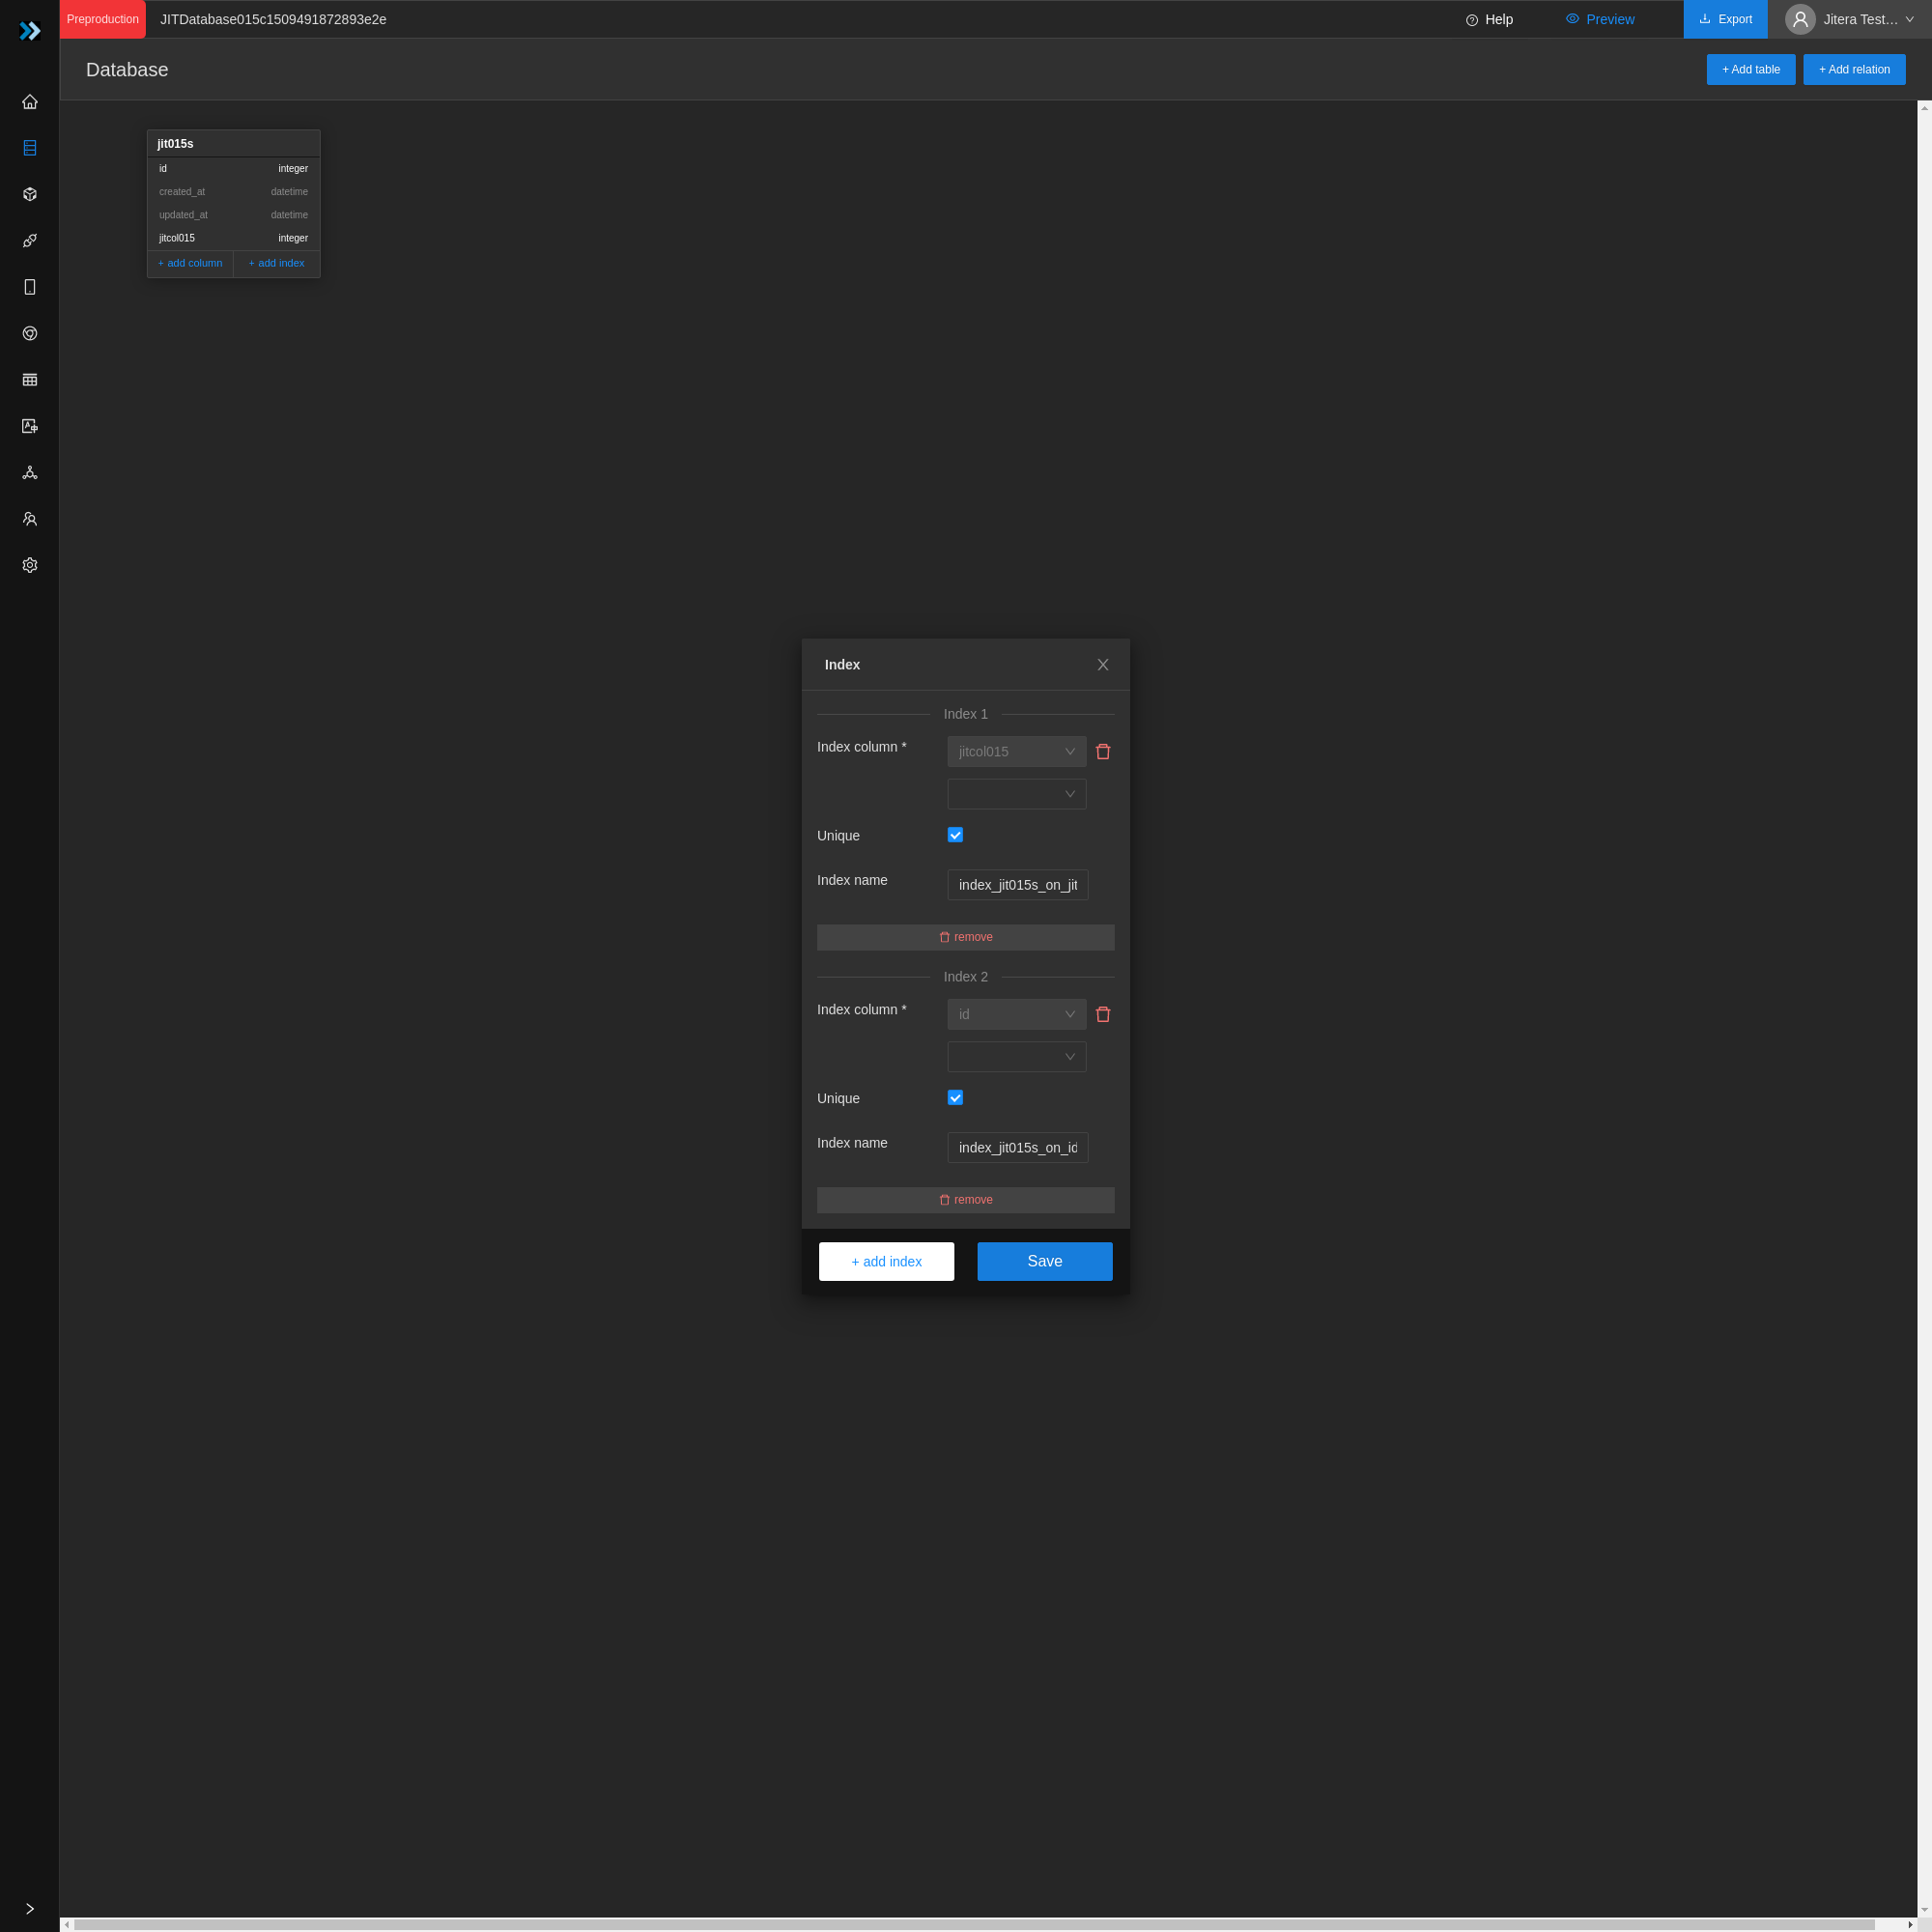 Preproduction JITDatabase015c1509491872893e2e Help Preview Export Jitera Test…
Database + Add table + Add relation
jit015s
id integer
created_at datetime
updated_at datetime
jitcol015 integer
+ add column + add index
Index
Index 1
Index column * jitcol015
Unique
Index name index_jit015s_on_jit
remove
Index 2
Index column * id
Unique
Index name index_jit015s_on_id
remove
+ add index Save